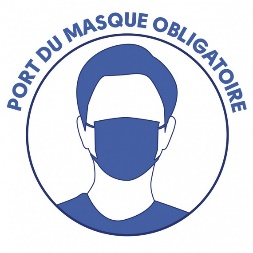 PORT DU MASQUE OBLIGATOIRE